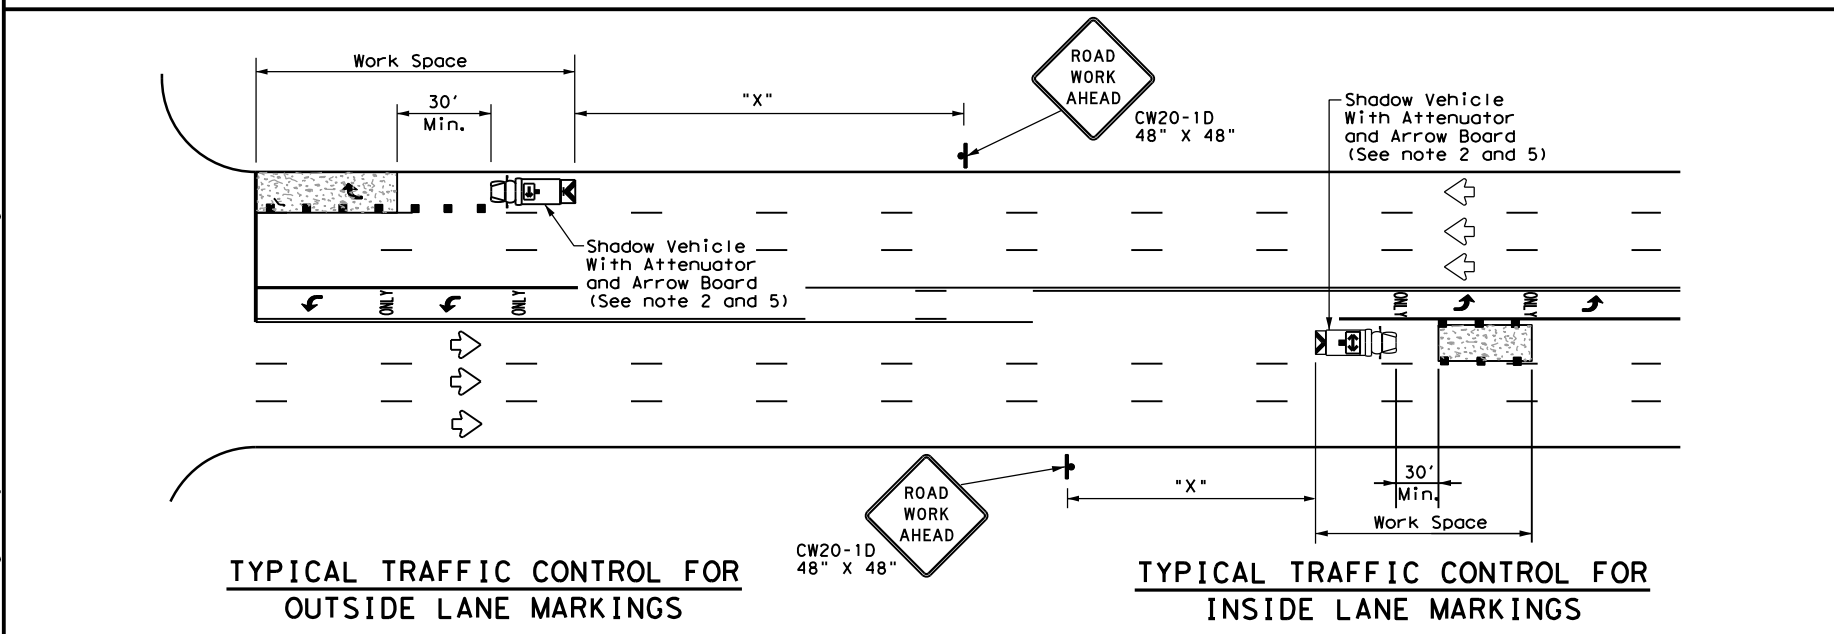 Work Space
30'
Min.
"X"
ROAD
WORK
AHEAD
CW20-1D
48" X 48"
Shadow Vehicle
With Attenuator
and Arrow Board
(See note 2 and 5)
Shadow Vehicle
With Attenuator
and Arrow Board
(See note 2 and 5)
ONLY
ONLY
ONLY
ONLY
ROAD
WORK
AHEAD
CW20-1D
48" X 48"
"X"
30'
Min.
Work Space
TYPICAL TRAFFIC CONTROL FOR
OUTSIDE LANE MARKINGS
TYPICAL TRAFFIC CONTROL FOR
INSIDE LANE MARKINGS